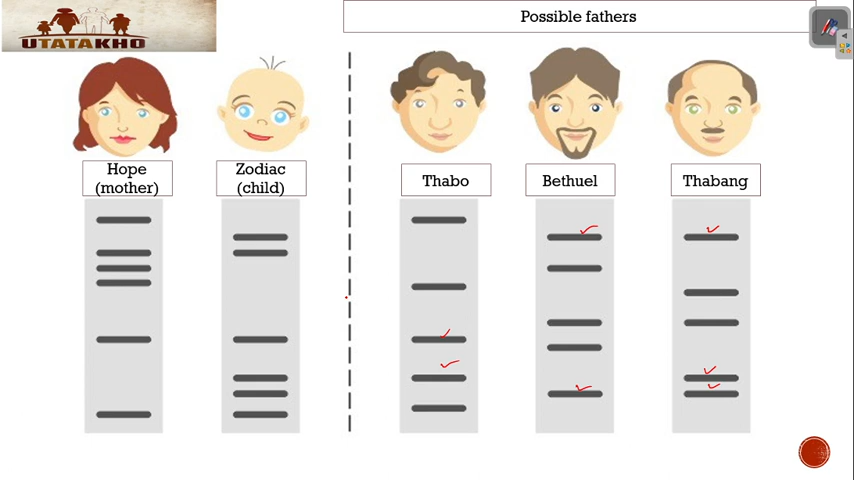 UTATAKHO
Possible fathers
Hope
(mother)
Zodiac
(child)
Thabo
Bethuel
Thabang